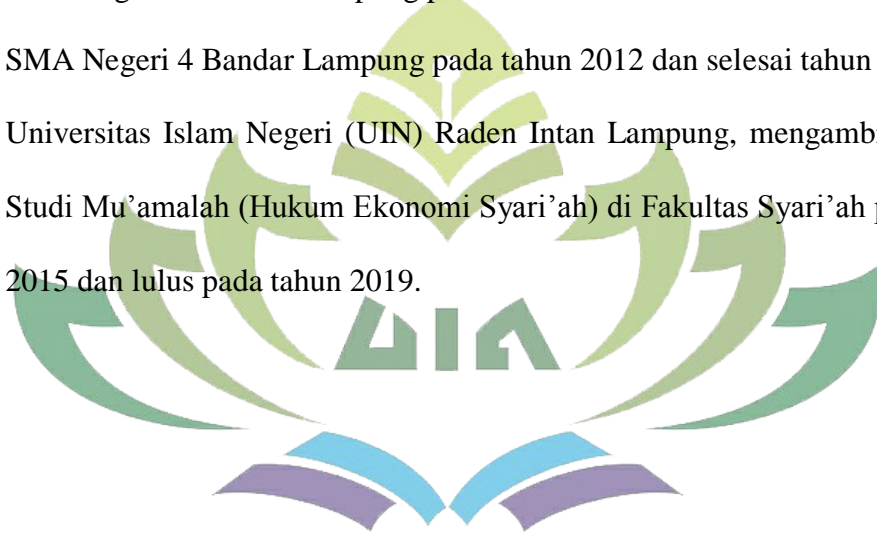 SMA Negeri 4 Bandar Lampung pada tahun 2012 dan selesai tahun
Universitas Islam Negeri (UIN) Raden Intan Lampung, mengamb
Studi Mu’amalah (Hukum Ekonomi Syari’ah) di Fakultas Syari’ah p
2015 dan lulus pada tahun 2019.
UIN